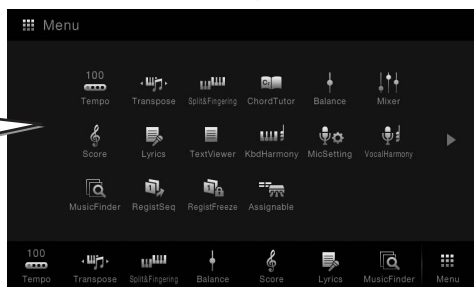 Menu
100
Tempo Transpose Split&Fingering ChordTutor Balance Mixer
Score Lyrics TextViewer KbdHarmony MicSetting VocalHarmony
MusicFinder RegistSeq RegistFreeze Assignable
100
Tempo Transpose Split&Fingering Balance Score Lyrics MusicFinder Menu